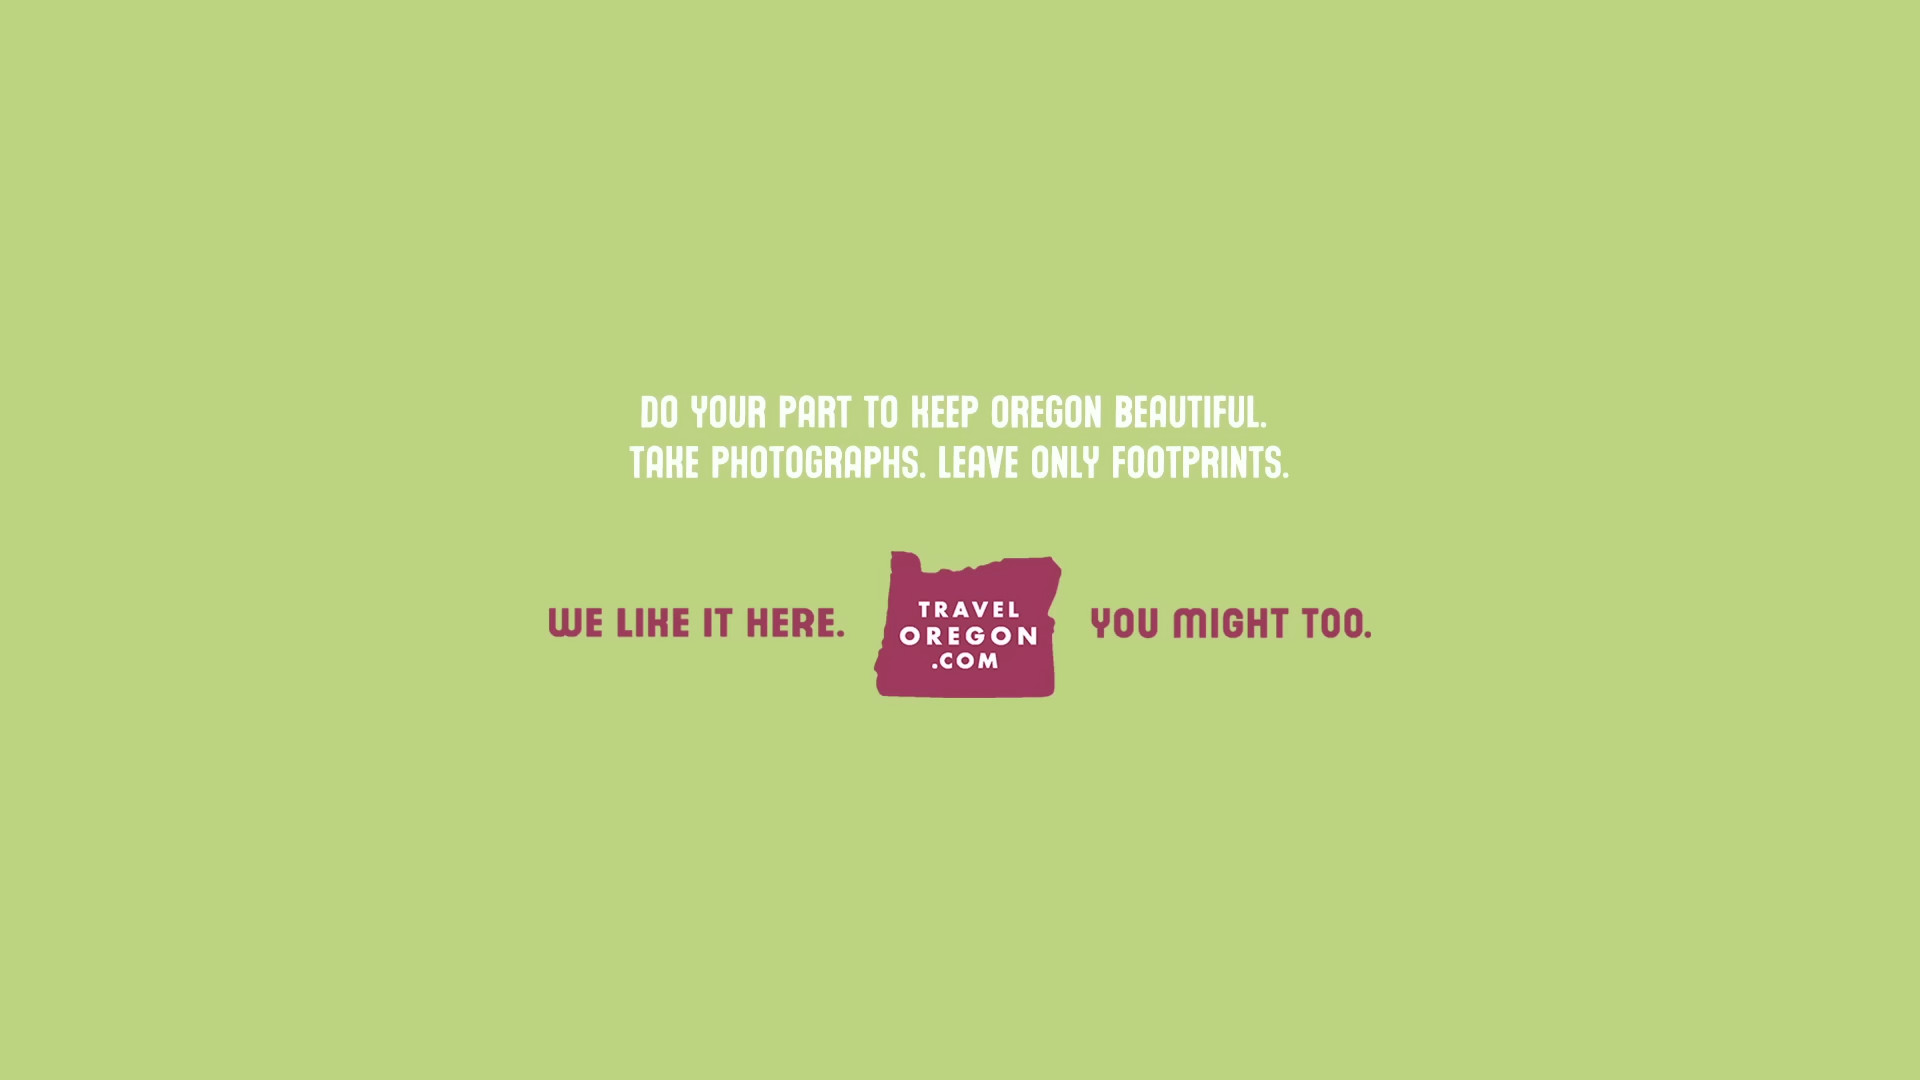 DO YOUR PART TO KEEP OREGON BEAUTIFUL.
TAKE PHOTOGRAPHS. LEAVE ONLY FOOTPRINTS.
WE LIKE IT HERE.
TRAVEL
OREGON
.COM
YOU MIGHT TOO.